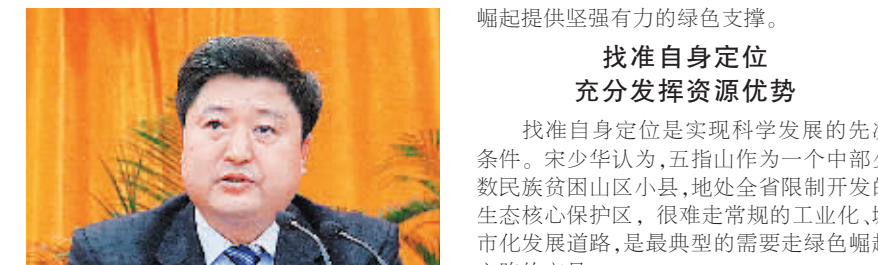 崛起提供坚强有力的绿色支撑。
找准自身定位
充分发挥资源优势
找准自身定位是实现科学发展的先决
条件。宋少华认为,五指山作为一个中部少
数民族贫困山区小县,地处全省限制开发的
生态核心保护区,很难走常规的工业化、城
市化发展道路,是最典型的需要走绿色崛起